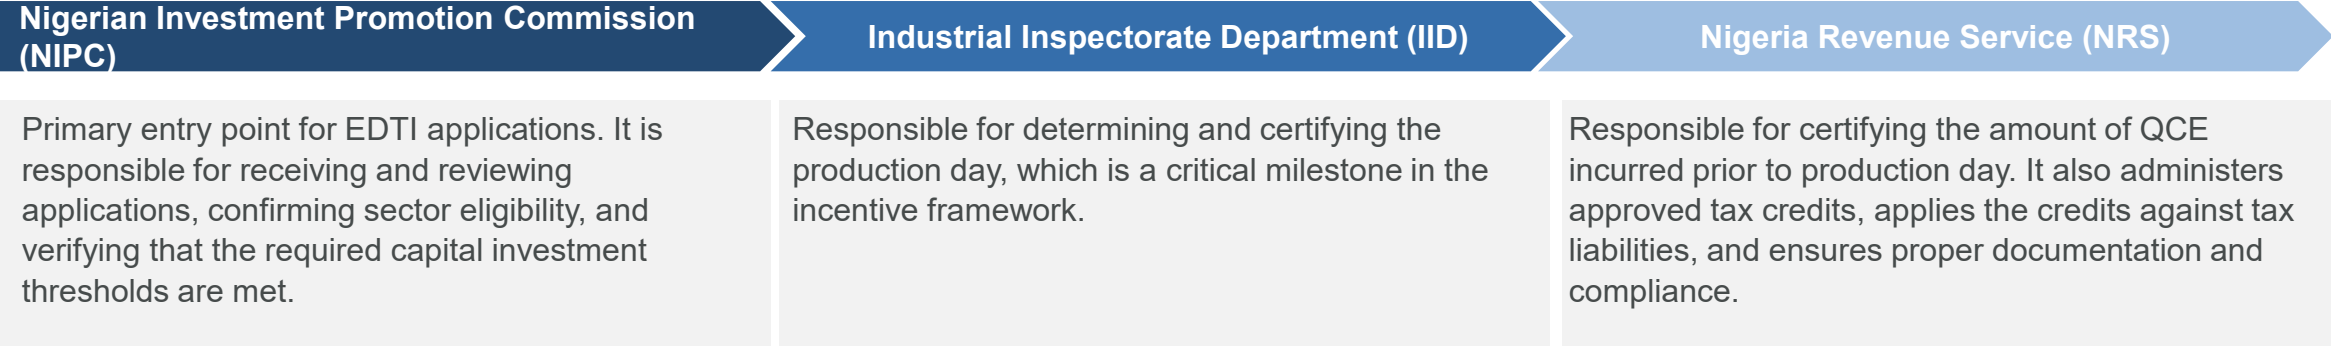 Nigerian Investment Promotion Commission
(NIPC)
Industrial Inspectorate Department (IID)
Nigeria Revenue Service (NRS)
Primary entry point for EDTI applications. It is
responsible for receiving and reviewing
applications, confirming sector eligibility, and
verifying that the required capital investment
thresholds are met.
Responsible for determining and certifying the
production day, which is a critical milestone in the
incentive framework.
Responsible for certifying the amount of QCE
incurred prior to production day. It also administers
approved tax credits, applies the credits against tax
liabilities, and ensures proper documentation and
compliance.